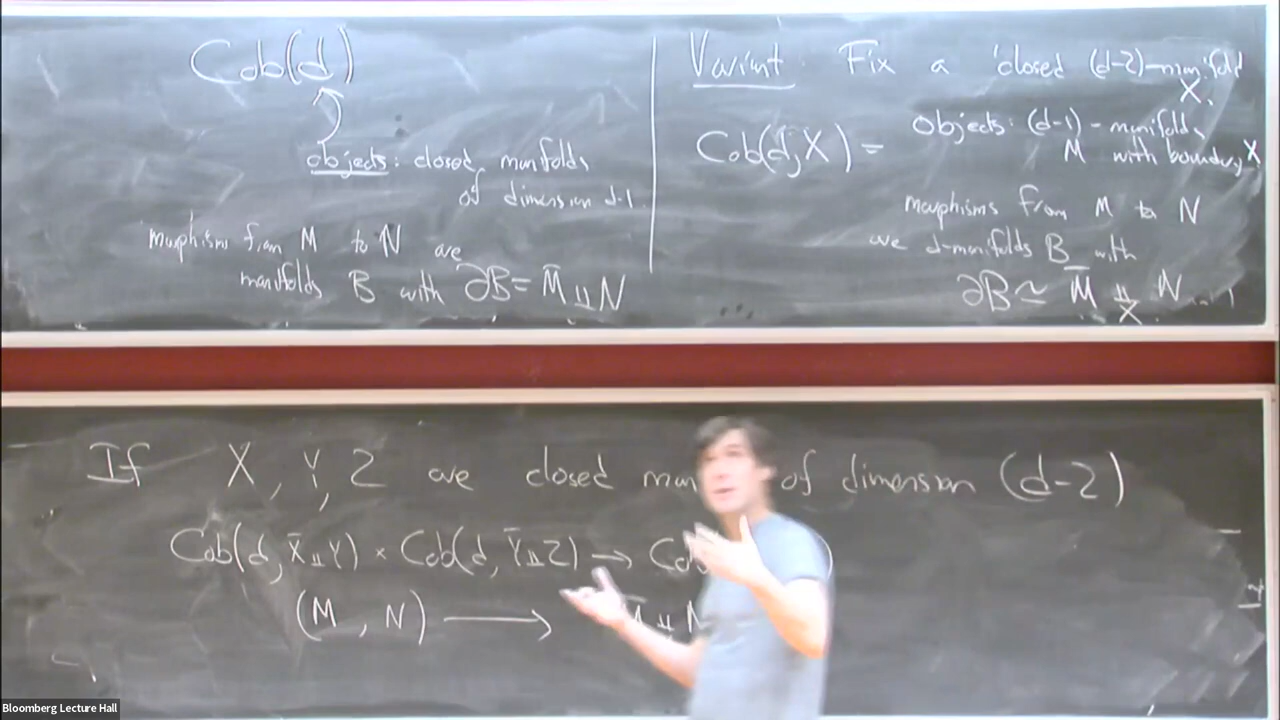 Cob(d)
objects: closed manifolds
of dimension d-1.
morphisms from M to N are
manifolds B with ∂B = M̄ ⨿ N
Variant: Fix a closed (d-2)-manifold
X.
Cob(d, X) = Objects: (d-1)-manifolds
M with boundary X
morphisms from M to N
are d-manifolds B with
∂B ≃ M̄ ⨿ N
X
If X, Y, Z are closed man of dimension (d-2)
Cob(d, X̄ ⨿ Y) × Cob(d, Ȳ ⨿ Z) → Cob )
(M, N) ⟶ M ⨿ N
Bloomberg Lecture Hall